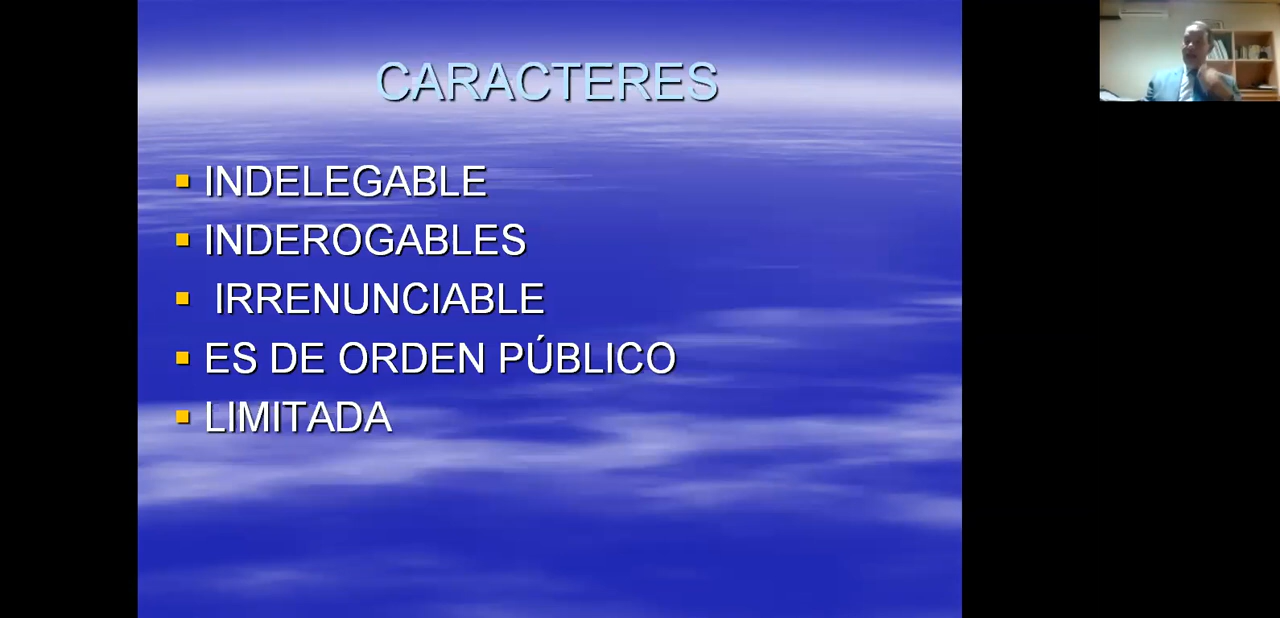 CARACTERES
INDELEGABLE
INDEROGABLES
IRRENUNCIABLE
ES DE ORDEN PÚBLICO
LIMITADA